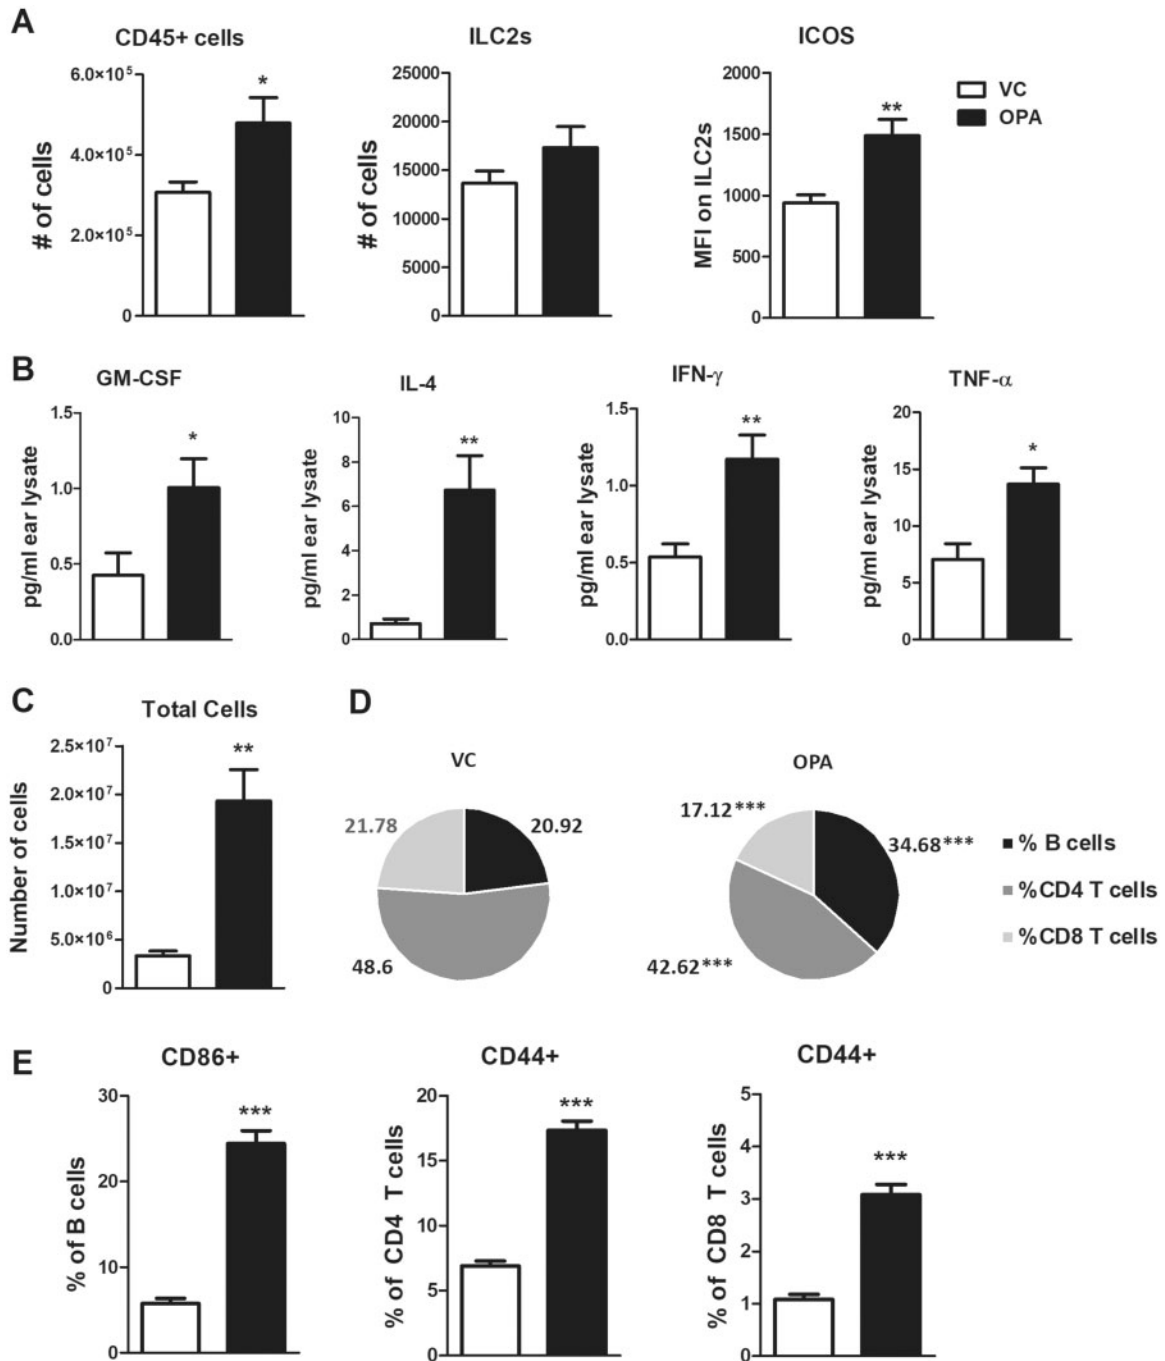 A
CD45+ cells
ILC2s
ICOS
# of cells
6.0×10⁵
4.0×10⁵
2.0×10⁵
0
*
# of cells
25000
20000
15000
10000
5000
0
MFI on ILC2s
2000
1500
1000
500
0
**
VC
OPA
B
GM-CSF
IL-4
IFN-γ
TNF-α
pg/ml ear lysate
1.5
1.0
0.5
0.0
*
pg/ml ear lysate
10
8
6
4
2
0
**
pg/ml ear lysate
1.5
1.0
0.5
0.0
**
pg/ml ear lysate
20
15
10
5
0
*
C
Total Cells
Number of cells
2.5×10⁷
2.0×10⁷
1.5×10⁷
1.0×10⁷
5.0×10⁶
0
**
D
VC
21.78
20.92
48.6
OPA
17.12***
34.68***
42.62***
% B cells
%CD4 T cells
%CD8 T cells
E
CD86+
CD44+
CD44+
% of B cells
30
20
10
0
***
% of CD4 T cells
20
15
10
5
0
***
% of CD8 T cells
5
4
3
2
1
0
***